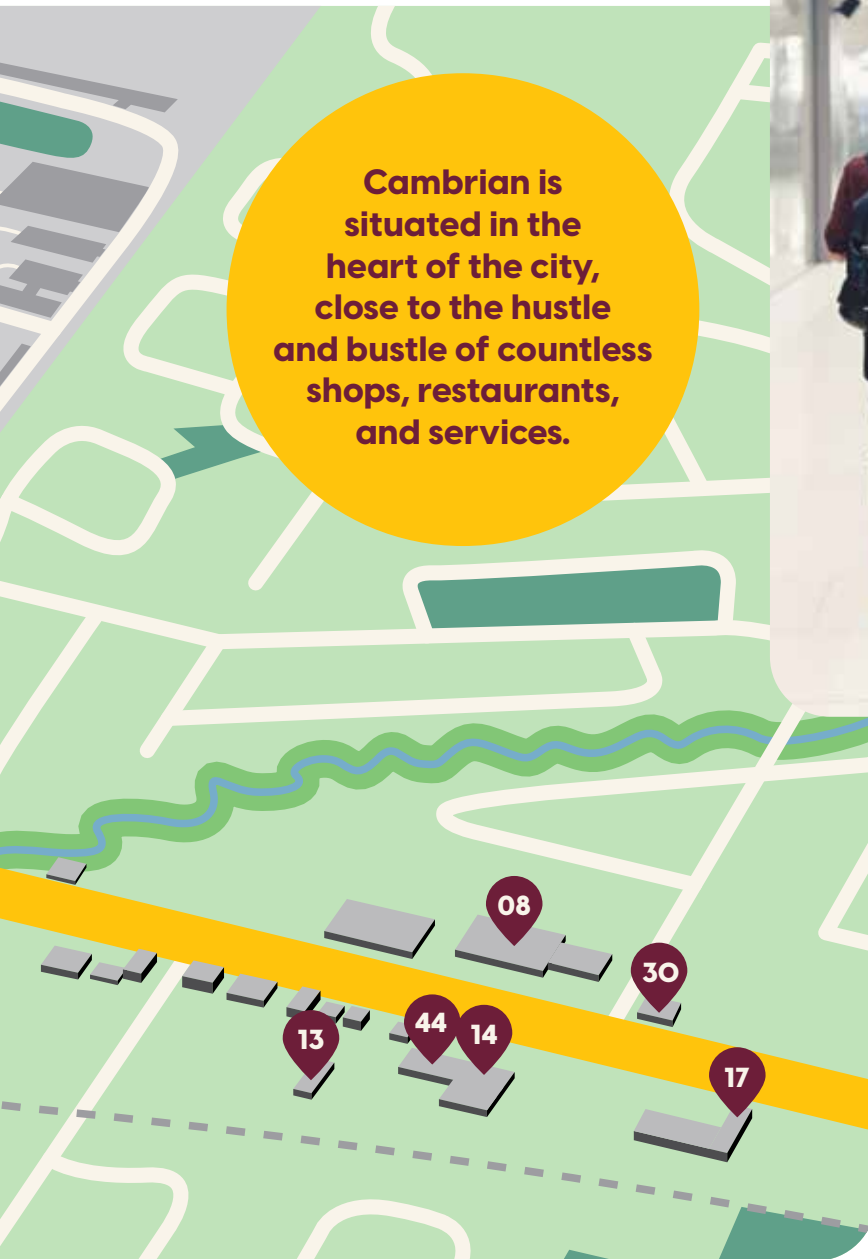 Cambrian is
situated in the
heart of the city,
close to the hustle
and bustle of countless
shops, restaurants,
and services.
08
30
44
14
13
17